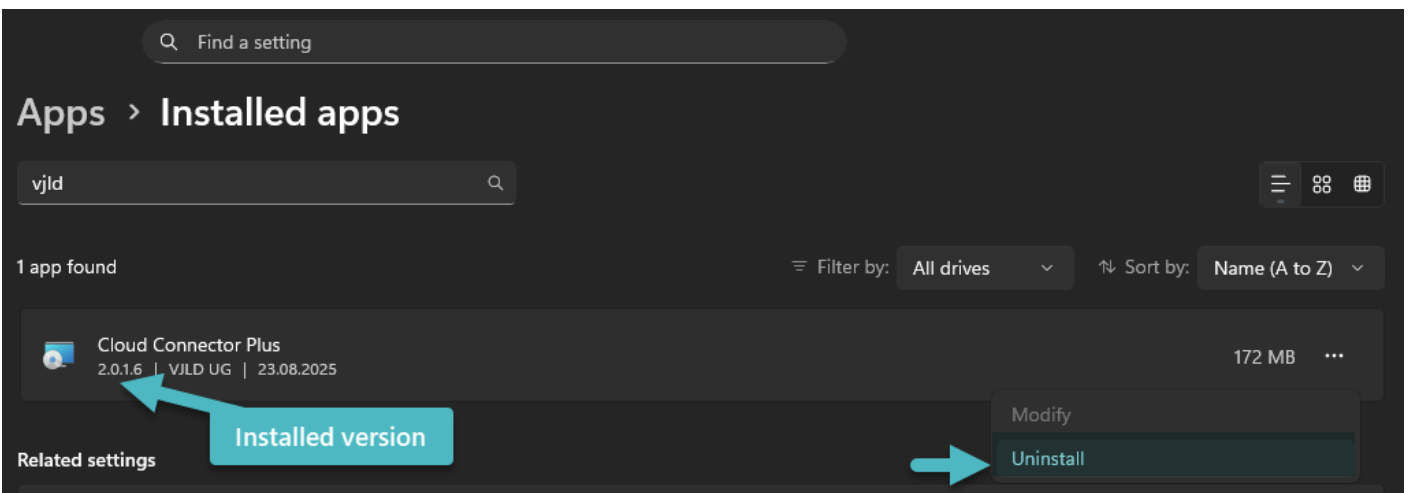 Find a setting
Apps > Installed apps
vjld
1 app found
Filter by: All drives
Sort by: Name (A to Z)
Cloud Connector Plus
2.0.1.6 | VJLD UG | 23.08.2025
172 MB
Installed version
Modify
Uninstall
Related settings